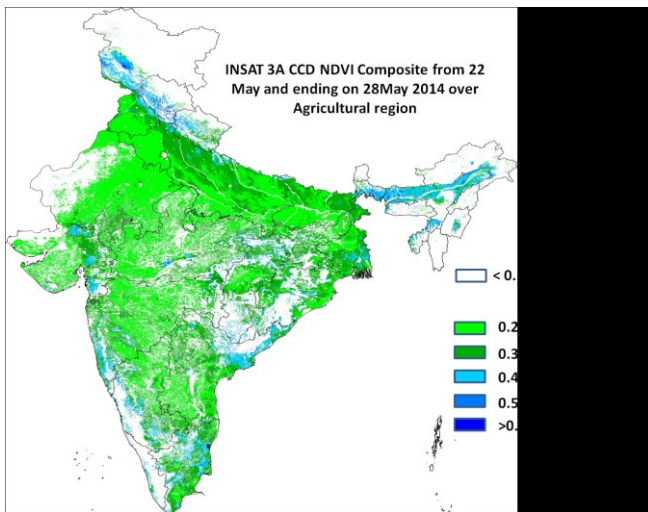 INSAT 3A CCD NDVI Composite from 22
May and ending on 28May 2014 over
Agricultural region
< 0.
0.2
0.3
0.4
0.5
>0.